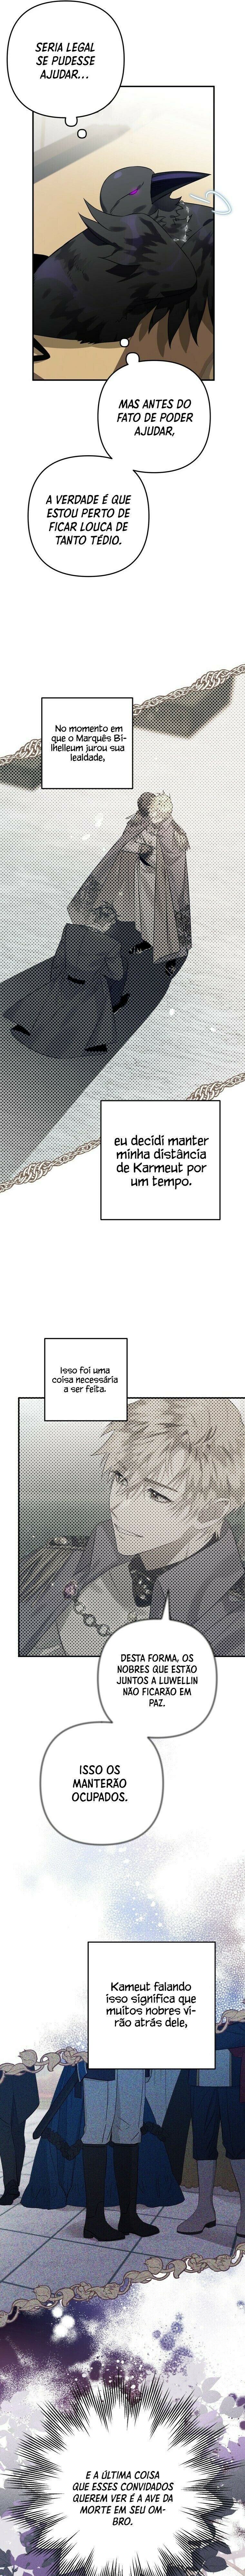 SERIA LEGAL
SE PUDESSE
AJUDAR...
MAS ANTES DO
FATO DE PODER
AJUDAR,
A VERDADE É QUE
ESTOU PERTO DE
FICAR LOUCA DE
TANTO TÉDIO.
No momento em
que o Marquês Bi-
lhelleum jurou sua
lealdade,
eu decidi manter
minha distância
de Karmeut por
um tempo.
Isso foi uma
coisa necessária
a ser feita.
DESTA FORMA, OS
NOBRES QUE ESTÃO
JUNTOS A LUWELLIN
NÃO FICARÃO EM
PAZ.
ISSO OS
MANTERÃO
OCUPADOS.
Kameut falando
isso significa que
muitos nobres vi-
rão atrás dele,
E A ÚLTIMA COISA
QUE ESSES CONVIDADOS
QUEREM VER É A AVE DA
MORTE EM SEU OM-
BRO.